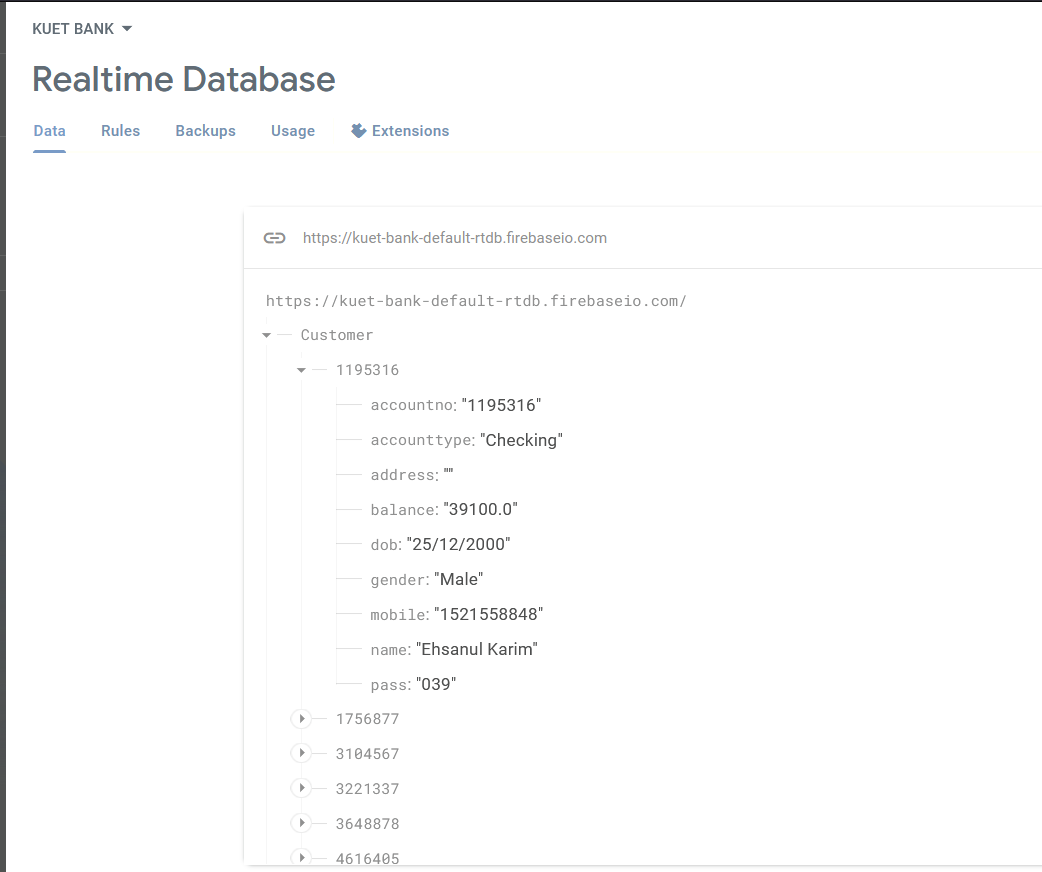 KUET BANK
Realtime Database
Data Rules Backups Usage Extensions
https://kuet-bank-default-rtdb.firebaseio.com
https://kuet-bank-default-rtdb.firebaseio.com/
Customer
1195316
accountno: "1195316"
accounttype: "Checking"
address: ""
balance: "39100.0"
dob: "25/12/2000"
gender: "Male"
mobile: "1521558848"
name: "Ehsanul Karim"
pass: "039"
1756877
3104567
3221337
3648878
4616405